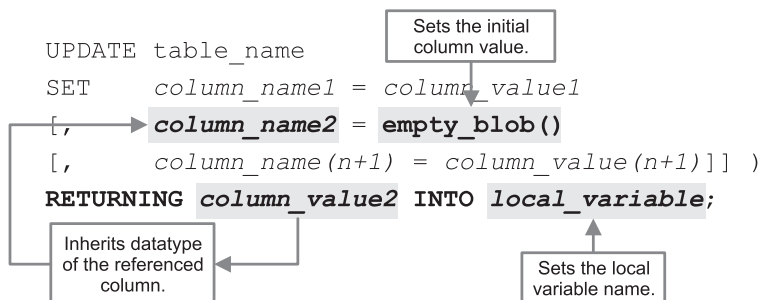 Sets the initial
column value.
UPDATE table_name
SET column_name1 = column_value1
[, column_name2 = empty_blob()
[, column_name(n+1) = column_value(n+1)]] )
RETURNING column_value2 INTO local_variable;
Inherits datatype
of the referenced
column.
Sets the local
variable name.